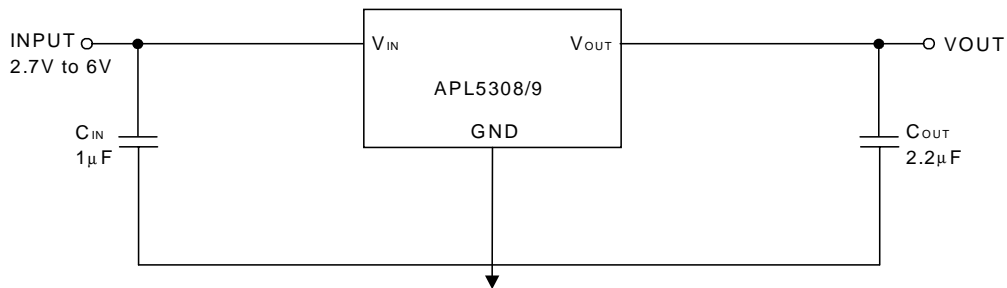 INPUT
2.7V to 6V
VIN
VOUT
VOUT
APL5308/9
GND
CIN
1μF
COUT
2.2μF